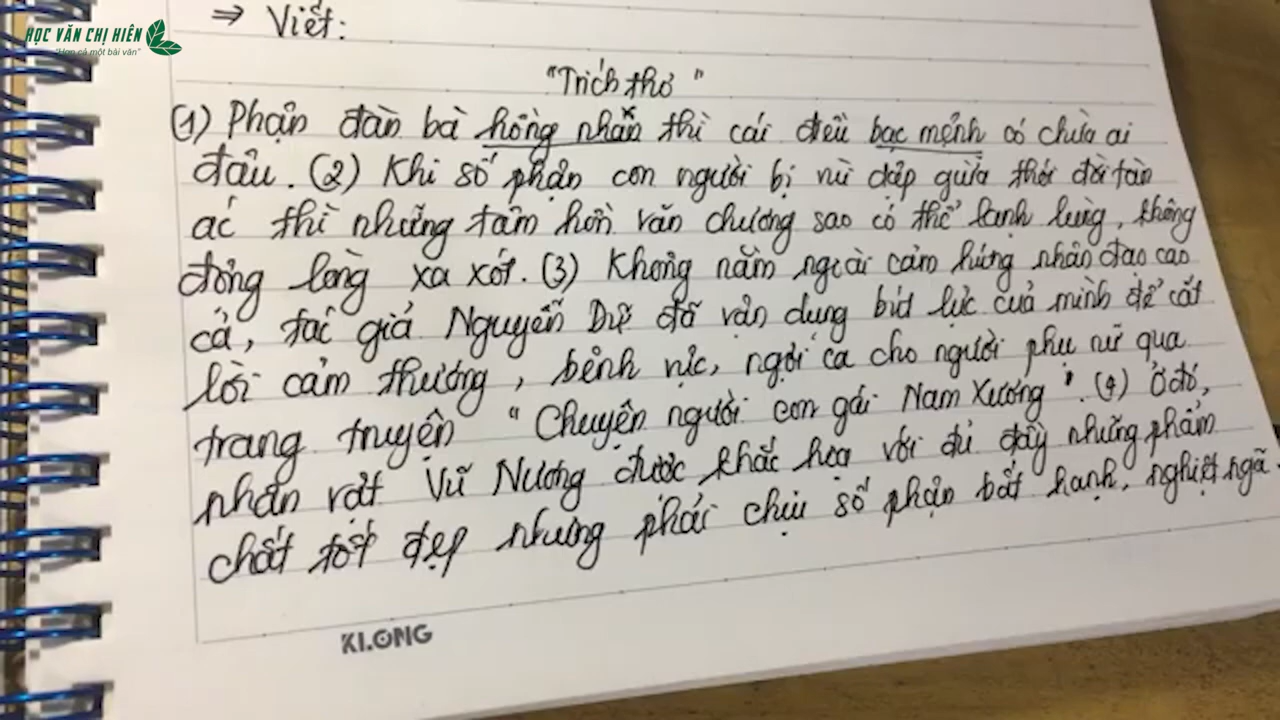 HỌC VĂN CHỊ HIÊN
"Hơn cả một bài văn"
⇒ Viết:
"Trích thơ"
(1) Phận đàn bà hồng nhan thì cái điều bạc mệnh có chừa ai
đâu. (2) Khi số phận con người bị vùi dập giữa thời đời tàn
ác thì những tâm hồn văn chương sao có thể lạnh lùng, không
động lòng xa xót. (3) Không nằm ngoài cảm hứng nhân đạo cao
cả, tác giả Nguyễn Dữ đã vận dụng bút lực của mình để cất
lời cảm thương, bênh vực, ngợi ca cho người phụ nữ qua
trang truyện "Chuyện người con gái Nam Xương". (4) Ở đó,
nhân vật Vũ Nương được khắc họa với đủ đầy những phẩm
chất tốt đẹp nhưng phải chịu số phận bất hạnh, nghiệt ngã.
KLONG